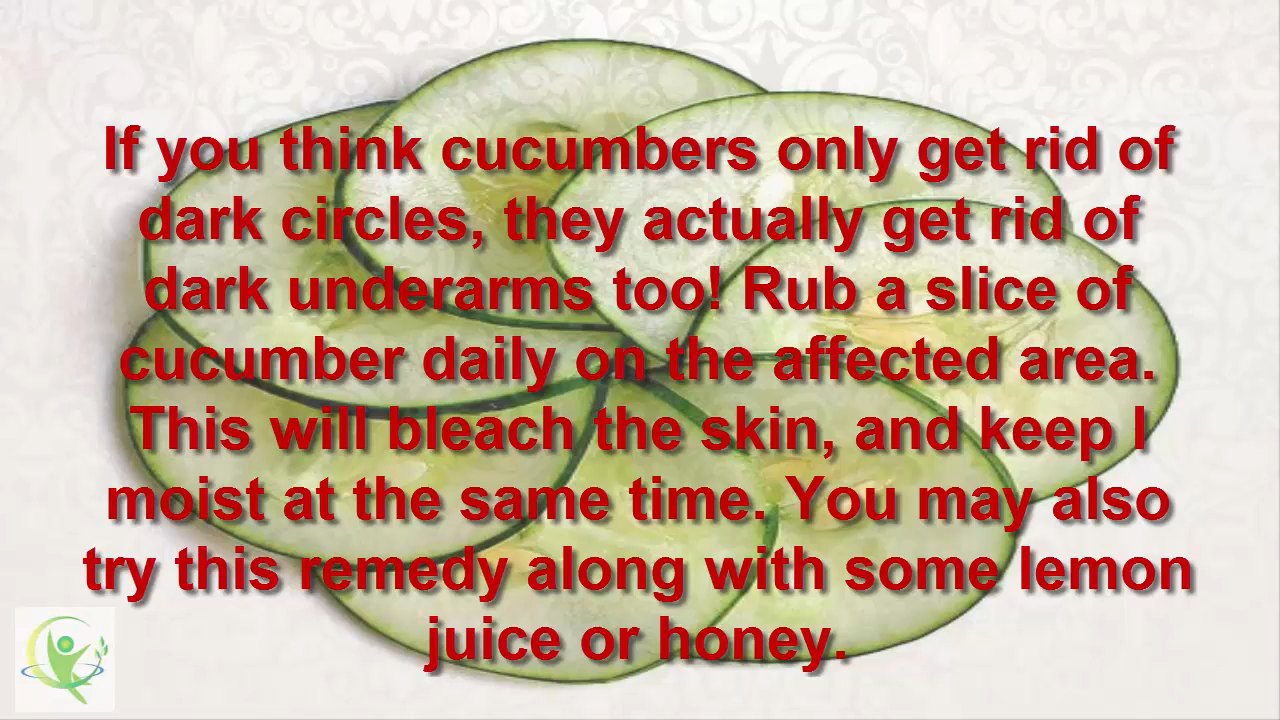 If you think cucumbers only get rid of
dark circles, they actually get rid of
dark underarms too! Rub a slice of
cucumber daily on the affected area.
This will bleach the skin, and keep l
moist at the same time. You may also
try this remedy along with some lemon
juice or honey.